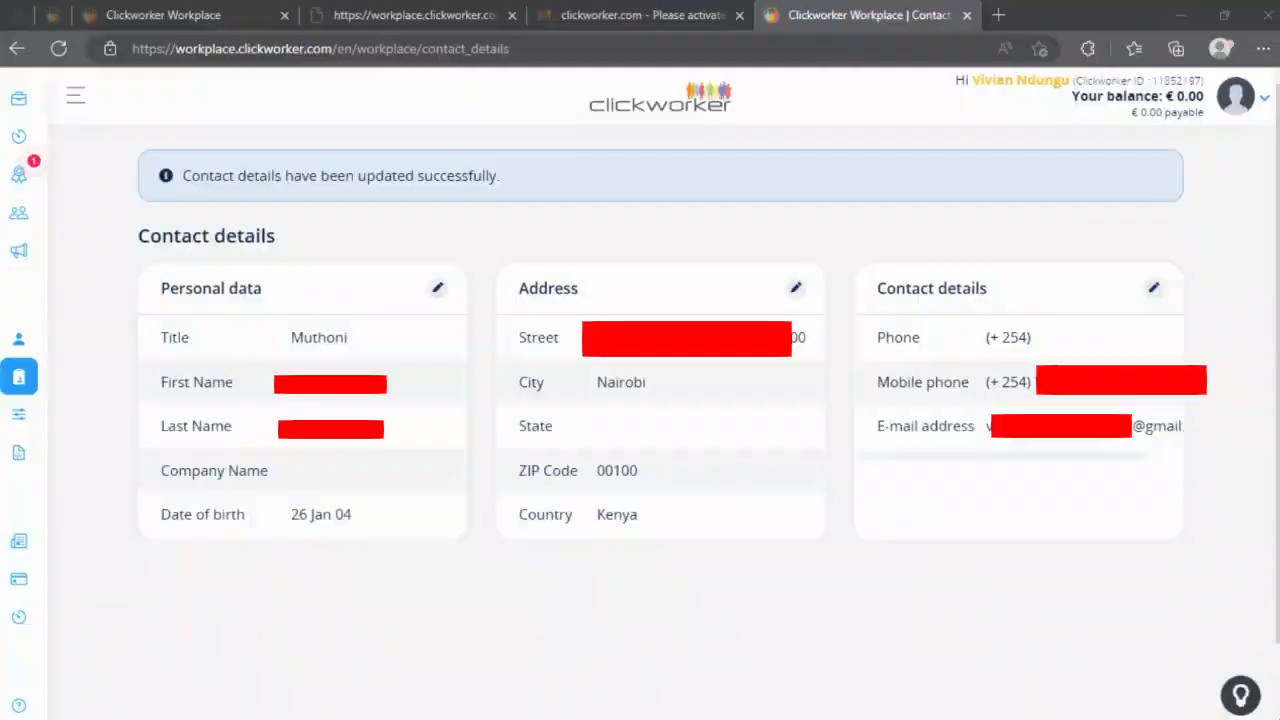 Clickworker Workplace
https://workplace.clickworker.co
clickworker.com - Please activate
Clickworker Workplace | Contact
https://workplace.clickworker.com/en/workplace/contact_details
Hi Vivian Ndungu (Clickworker ID : 11852197)
Your balance: € 0.00
€ 0.00 payable
clickworker
1
Contact details have been updated successfully.
Contact details
Personal data
Title Muthoni
First Name
Last Name
Company Name
Date of birth 26 Jan 04
Address
Street 00
City Nairobi
State
ZIP Code 00100
Country Kenya
Contact details
Phone (+ 254)
Mobile phone (+ 254)
E-mail address v @gmail.